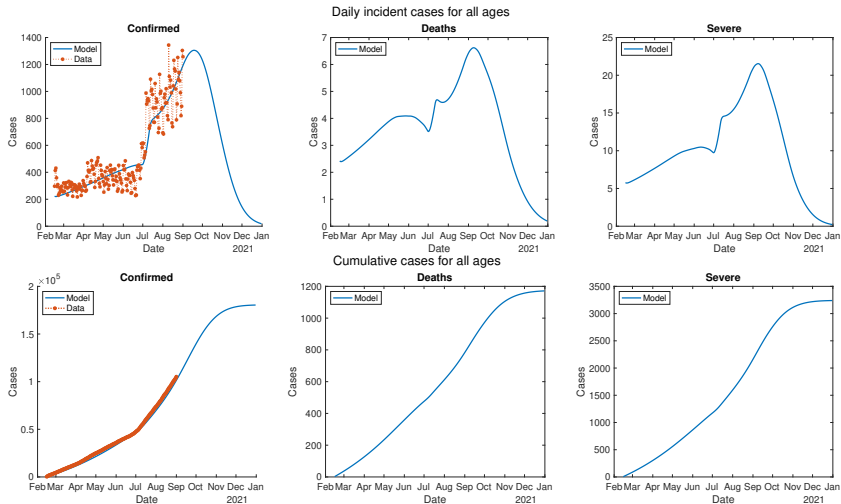 Daily incident cases for all ages
Confirmed
Deaths
Severe
Model
Data
Model
Model
Cases
Cases
Cases
1400
1200
1000
800
600
400
200
0
7
6
5
4
3
2
1
0
25
20
15
10
5
0
Feb Mar Apr May Jun Jul Aug Sep Oct Nov Dec Jan
Feb Mar Apr May Jun Jul Aug Sep Oct Nov Dec Jan
Feb Mar Apr May Jun Jul Aug Sep Oct Nov Dec Jan
Date 2021
Date 2021
Date 2021
Cumulative cases for all ages
Confirmed
Deaths
Severe
×10⁵
Model
Data
Model
Model
Cases
Cases
Cases
2
1.5
1
0.5
0
1200
1000
800
600
400
200
0
3500
3000
2500
2000
1500
1000
500
0
Feb Mar Apr May Jun Jul Aug Sep Oct Nov Dec Jan
Feb Mar Apr May Jun Jul Aug Sep Oct Nov Dec Jan
Feb Mar Apr May Jun Jul Aug Sep Oct Nov Dec Jan
Date 2021
Date 2021
Date 2021